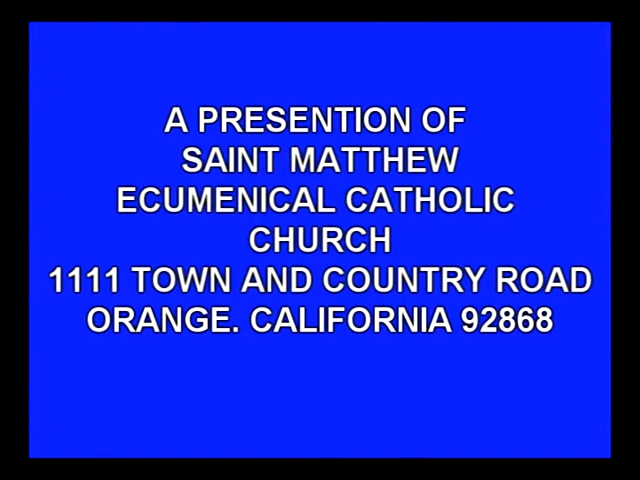 A PRESENTION OF
SAINT MATTHEW
ECUMENICAL CATHOLIC
CHURCH
1111 TOWN AND COUNTRY ROAD
ORANGE. CALIFORNIA 92868